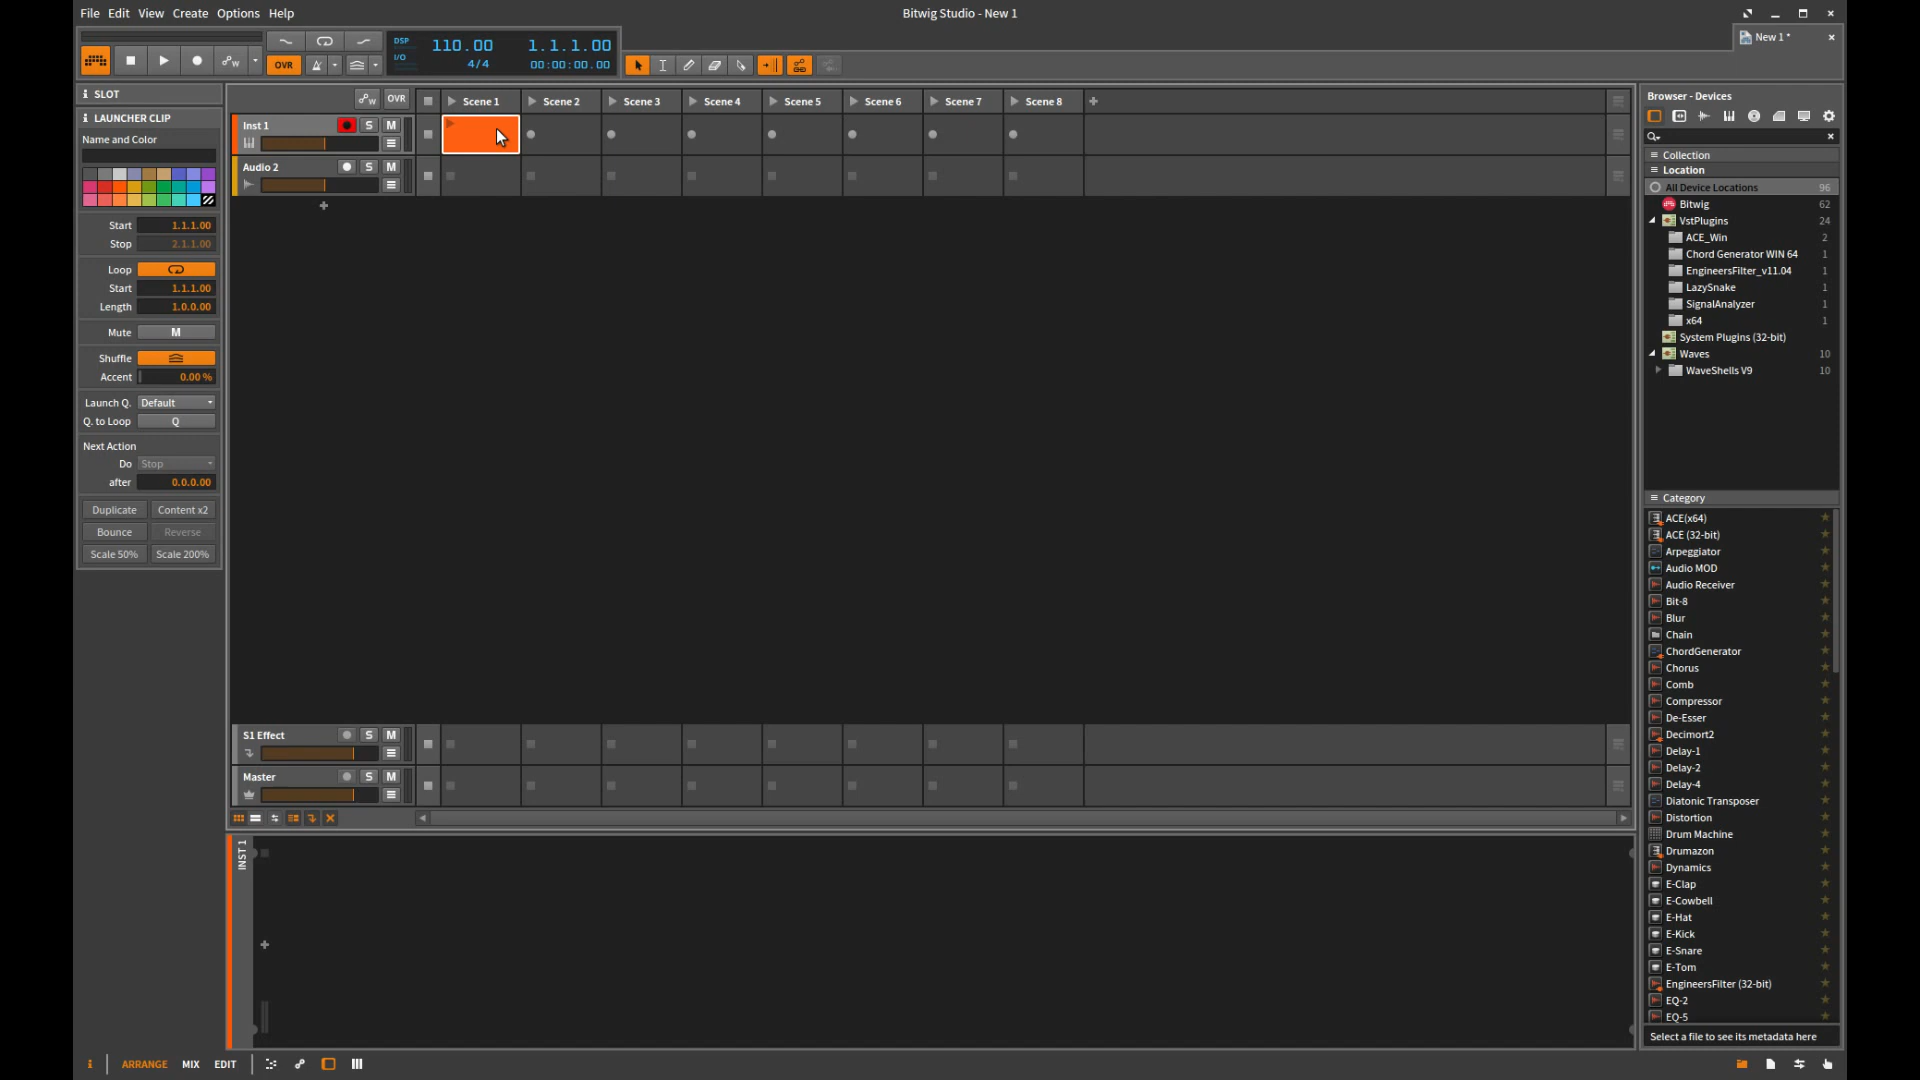 File Edit View Create Options Help
Bitwig Studio - New 1
New 1 *
OVR
DSP
I/O
110.00
4/4
1.1.1.00
00:00:00.00
SLOT
LAUNCHER CLIP
Name and Color
Start 1.1.1.00
Stop 2.1.1.00
Loop
Start 1.1.1.00
Length 1.0.0.00
Mute M
Shuffle
Accent 0.00 %
Launch Q. Default
Q. to Loop Q
Next Action
Do Stop
after 0.0.0.00
Duplicate Content x2
Bounce Reverse
Scale 50% Scale 200%
OVR
Scene 1 Scene 2 Scene 3 Scene 4 Scene 5 Scene 6 Scene 7 Scene 8
Inst 1 S M
Audio 2 S M
S1 Effect S M
Master S M
INST 1
Browser - Devices
Collection
Location
All Device Locations 96
Bitwig 62
VstPlugins 24
ACE_Win 2
Chord Generator WIN 64 1
EngineersFilter_v11.04 1
LazySnake 1
SignalAnalyzer 1
x64 1
System Plugins (32-bit)
Waves 10
WaveShells V9 10
Category
ACE(x64)
ACE (32-bit)
Arpeggiator
Audio MOD
Audio Receiver
Bit-8
Blur
Chain
ChordGenerator
Chorus
Comb
Compressor
De-Esser
Decimort2
Delay-1
Delay-2
Delay-4
Diatonic Transposer
Distortion
Drum Machine
Drumazon
Dynamics
E-Clap
E-Cowbell
E-Hat
E-Kick
E-Snare
E-Tom
EngineersFilter (32-bit)
EQ-2
EQ-5
Select a file to see its metadata here
ARRANGE MIX EDIT